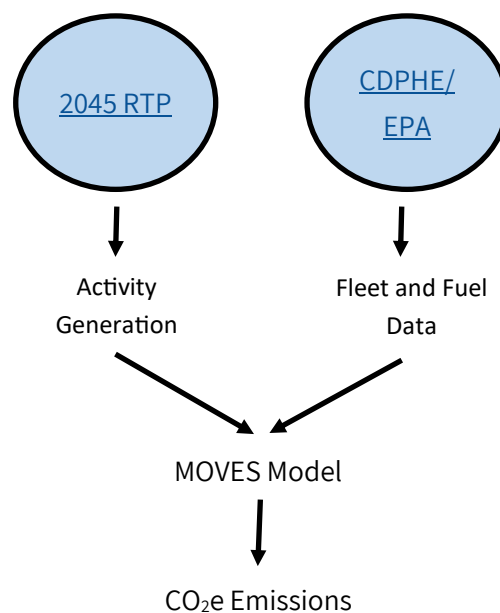 2045 RTP
CDPHE/
EPA
Activity
Generation
Fleet and Fuel
Data
MOVES Model
CO₂e Emissions